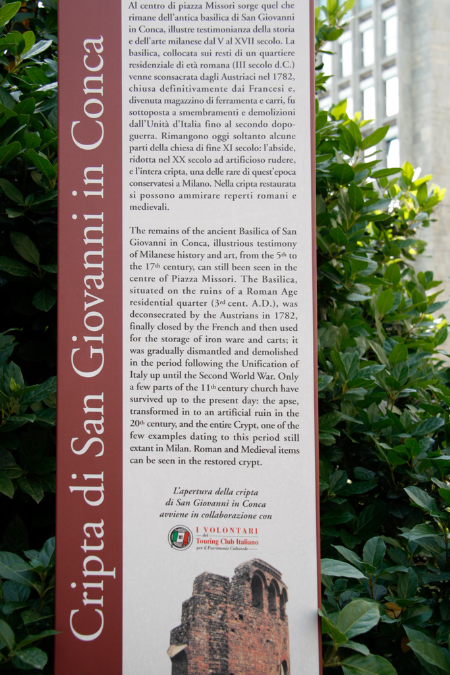 Cripta di San Giovanni in Conca
Al centro di piazza Missori sorge quel che
rimane dell'antica basilica di San Giovanni
in Conca, illustre testimonianza della storia
e dell'arte milanese dal V al XVII secolo. La
basilica, collocata sui resti di un quartiere
residenziale di età romana (III secolo d.C.)
venne sconsacrata dagli Austriaci nel 1782,
chiusa definitivamente dai Francesi e,
divenuta magazzino di ferramenta e carri, fu
sottoposta a smembramenti e demolizioni
dall'Unità d'Italia fino al secondo dopo-
guerra. Rimangono oggi soltanto alcune
parti della chiesa di fine XI secolo: l'abside,
ridotta nel XX secolo ad artificioso rudere,
e l'intera cripta, una delle rare di quest'epoca
conservatesi a Milano. Nella cripta restaurata
si possono ammirare reperti romani e
medievali.
The remains of the ancient Basilica of San
Giovanni in Conca, illustrious testimony
of Milanese history and art, from the 5th to
the 17th century, can still been seen in the
centre of Piazza Missori. The Basilica,
situated on the ruins of a Roman Age
residential quarter (3rd cent. A.D.), was
deconsecrated by the Austrians in 1782,
finally closed by the French and then used
for the storage of iron ware and carts; it
was gradually dismantled and demolished
in the period following the Unification of
Italy up until the Second World War. Only
a few parts of the 11th century church have
survived up to the present day: the apse,
transformed in to an artificial ruin in the
20th century, and the entire Crypt, one of the
few examples dating to this period still
extant in Milan. Roman and Medieval items
can be seen in the restored crypt.
L'apertura della cripta
di San Giovanni in Conca
avviene in collaborazione con
I VOLONTARI
del
Touring Club Italiano
per il Patrimonio Culturale